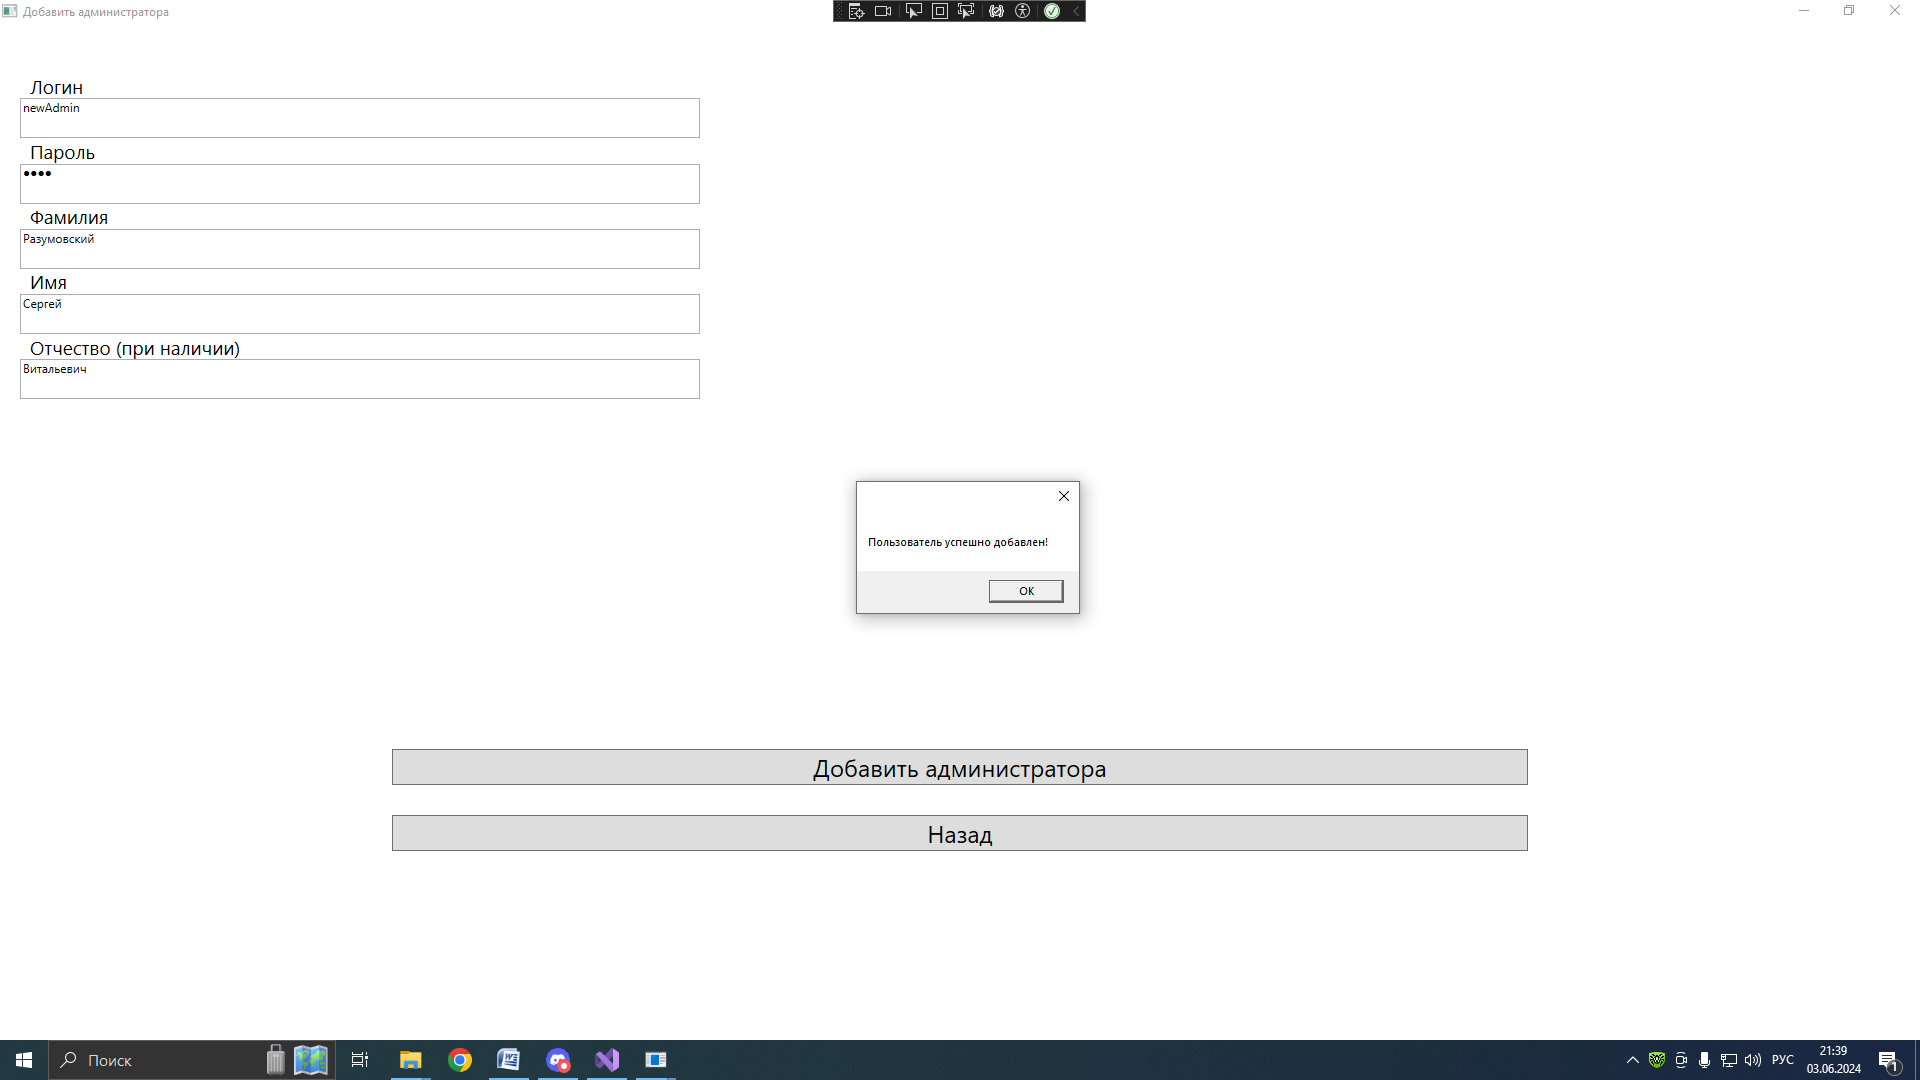 Добавить администратора
Логин
newAdmin
Пароль
••••
Фамилия
Разумовский
Имя
Сергей
Отчество (при наличии)
Витальевич
Пользователь успешно добавлен!
OK
Добавить администратора
Назад
Поиск
РУС
21:39
03.06.2024
1